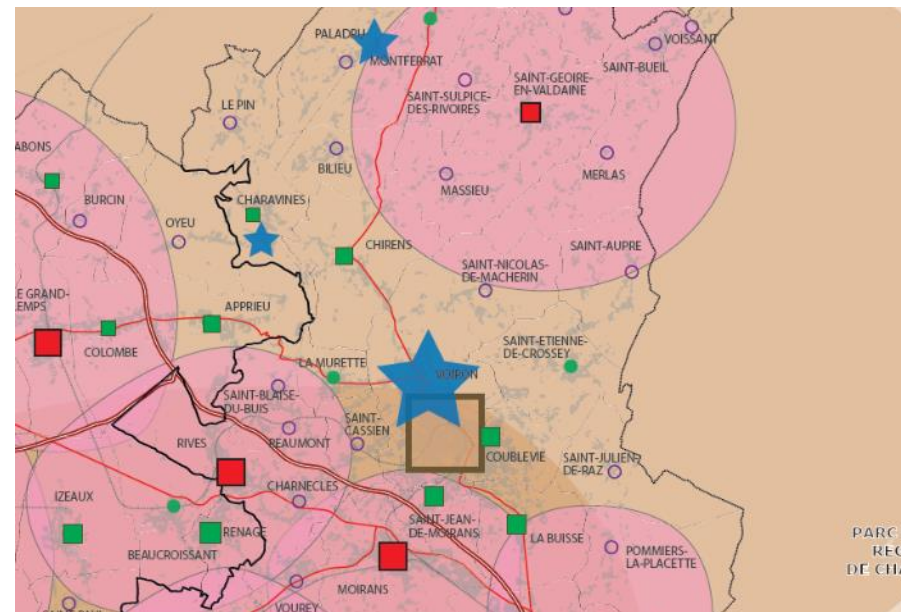 PALADRU
VOISSANT
MONTFERRAT
SAINT-BUEIL
SAINT-GEOIRE-
EN-VALDAINE
SAINT-SULPICE-
DES-RIVOIRES
LE PIN
ABONS
BILIEU
MERLAS
MASSIEU
CHARAVINES
BURCIN
OYEU
CHIRENS
SAINT-AUPRE
SAINT-NICOLAS-
DE-MACHERIN
LE GRAND-
LEMPS
APPRIEU
SAINT-ETIENNE-
DE-CROSSEY
COLOMBE
LA MURETTE
VOIRON
SAINT-BLAISE-
DU-BUIS
SAINT-
CASSIEN
RIVES
REAUMONT
COUBLEVIE
SAINT-JULIEN-
DE-RAZ
CHARNECLES
IZEAUX
SAINT-JEAN-
DE-MOIRANS
RENAGE
LA BUISSE
PARC
BEAUCROISSANT
POMMIERS-
LA-PLACETTE
DE CHA
MOIRANS
VOUREY